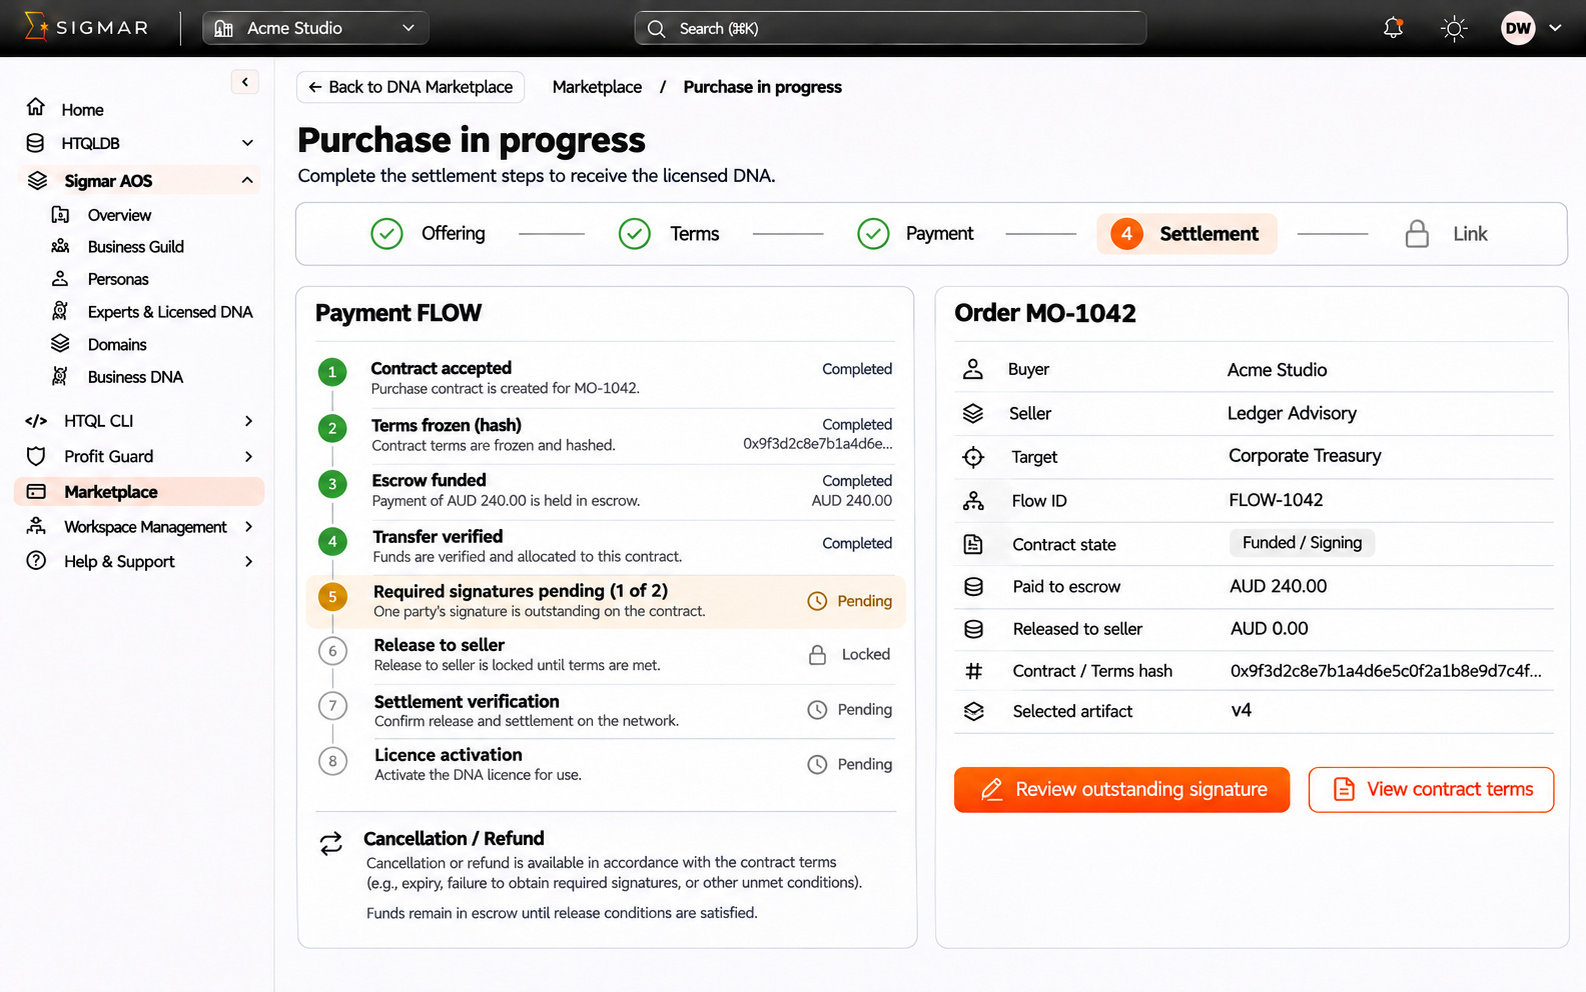 SIGMAR
Acme Studio
Search (⌘K)
DW
Home
HTQLDB
Sigmar AOS
Overview
Business Guild
Personas
Experts & Licensed DNA
Domains
Business DNA
HTQL CLI
Profit Guard
Marketplace
Workspace Management
Help & Support
← Back to DNA Marketplace
Marketplace / Purchase in progress
Purchase in progress
Complete the settlement steps to receive the licensed DNA.
Offering
Terms
Payment
4 Settlement
Link
Payment FLOW
1 Contract accepted Completed
Purchase contract is created for MO-1042.
2 Terms frozen (hash) Completed
Contract terms are frozen and hashed. 0x9f3d2c8e7b1a4d6e...
3 Escrow funded Completed
Payment of AUD 240.00 is held in escrow. AUD 240.00
4 Transfer verified Completed
Funds are verified and allocated to this contract.
5 Required signatures pending (1 of 2) Pending
One party's signature is outstanding on the contract.
6 Release to seller Locked
Release to seller is locked until terms are met.
7 Settlement verification Pending
Confirm release and settlement on the network.
8 Licence activation Pending
Activate the DNA licence for use.
Cancellation / Refund
Cancellation or refund is available in accordance with the contract terms
(e.g., expiry, failure to obtain required signatures, or other unmet conditions).
Funds remain in escrow until release conditions are satisfied.
Order MO-1042
Buyer Acme Studio
Seller Ledger Advisory
Target Corporate Treasury
Flow ID FLOW-1042
Contract state Funded / Signing
Paid to escrow AUD 240.00
Released to seller AUD 0.00
Contract / Terms hash 0x9f3d2c8e7b1a4d6e5c0f2a1b8e9d7c4f...
Selected artifact v4
Review outstanding signature
View contract terms